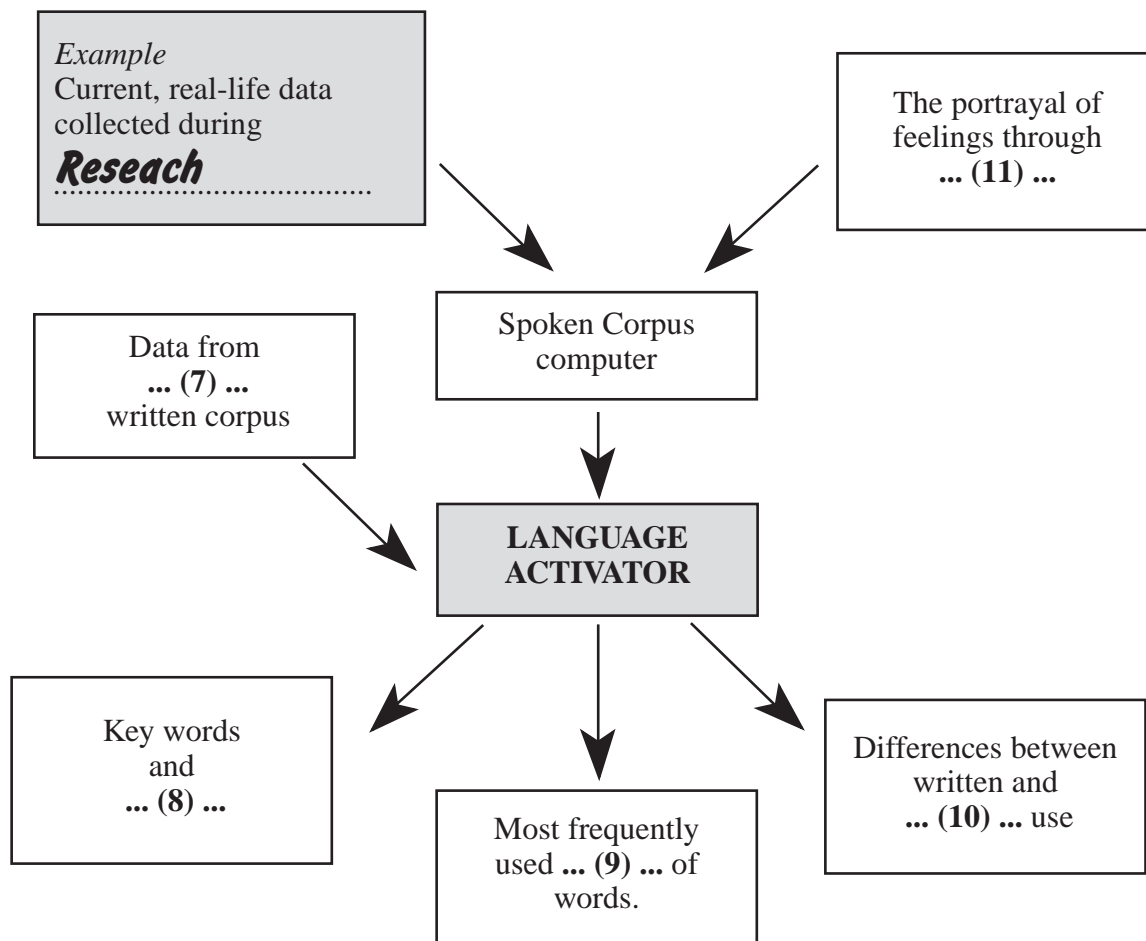 Example
Current, real-life data
collected during
Reseach
The portrayal of
feelings through
... (11) ...
Spoken Corpus
computer
Data from
... (7) ...
written corpus
LANGUAGE
ACTIVATOR
Key words
and
... (8) ...
Most frequently
used ... (9) ... of
words.
Differences between
written and
... (10) ... use